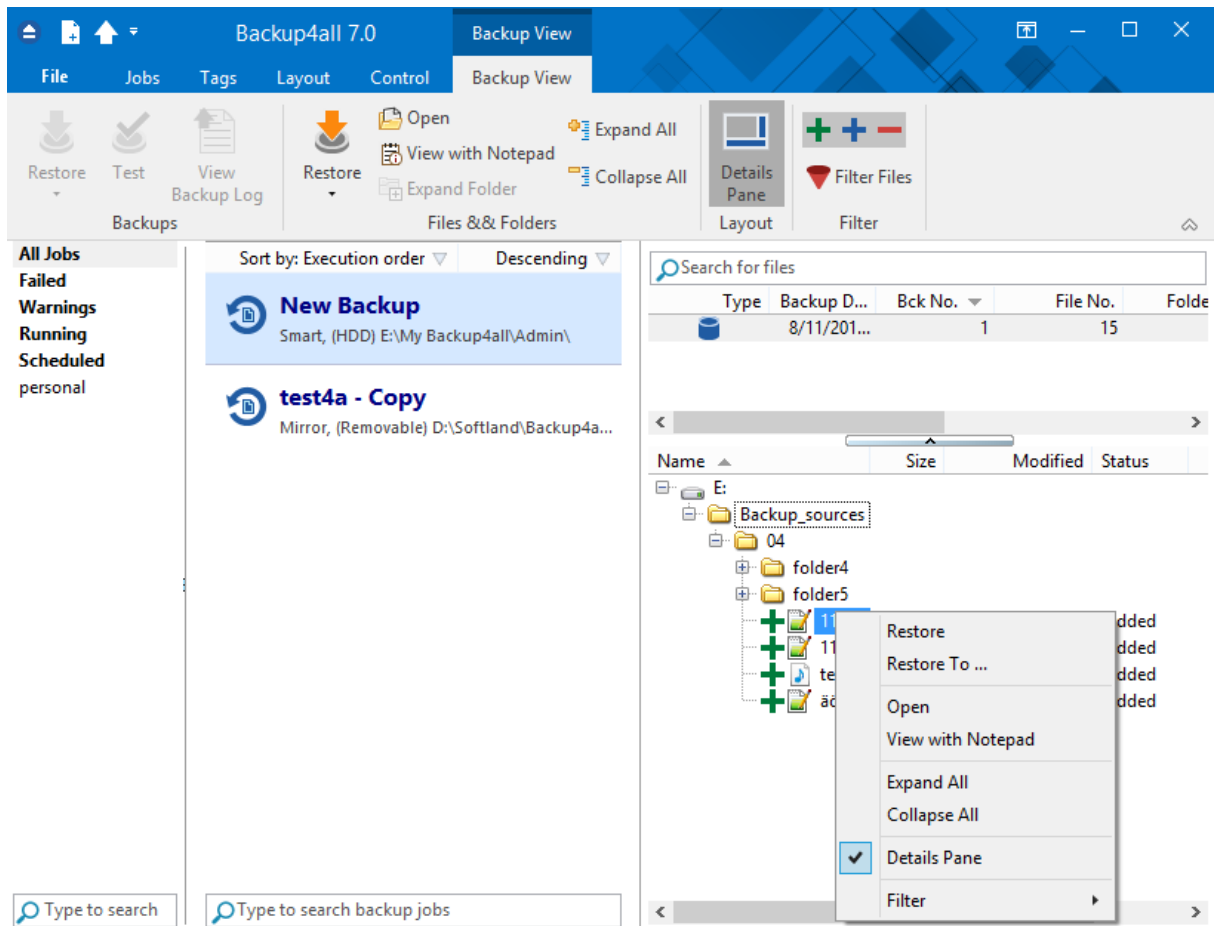 Backup4all 7.0
Backup View
File Jobs Tags Layout Control Backup View
Restore
Test
View Backup Log
Backups
Restore
Open
View with Notepad
Expand Folder
Expand All
Collapse All
Files && Folders
Details Pane
Layout
Filter Files
Filter
All Jobs
Failed
Warnings
Running
Scheduled
personal
Type to search
Sort by: Execution order Descending
New Backup
Smart, (HDD) E:\My Backup4all\Admin\
test4a - Copy
Mirror, (Removable) D:\Softland\Backup4a...
Type to search backup jobs
Search for files
Type Backup D... Bck No. File No. Folde
8/11/201... 1 15
Name Size Modified Status
E:
Backup_sources
04
folder4
folder5
11 dded
11 dded
te dded
äö dded
Restore
Restore To ...
Open
View with Notepad
Expand All
Collapse All
Details Pane
Filter